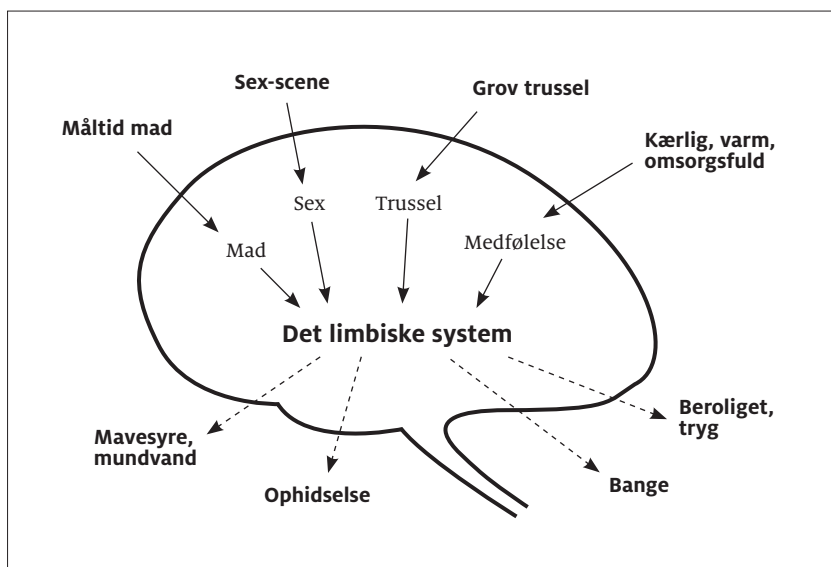 Sex-scene
Grov trussel
Måltid mad
Kærlig, varm,
omsorgsfuld
Sex
Trussel
Mad
Medfølelse
Det limbiske system
Mavesyre,
mundvand
Ophidselse
Bange
Beroliget,
tryg